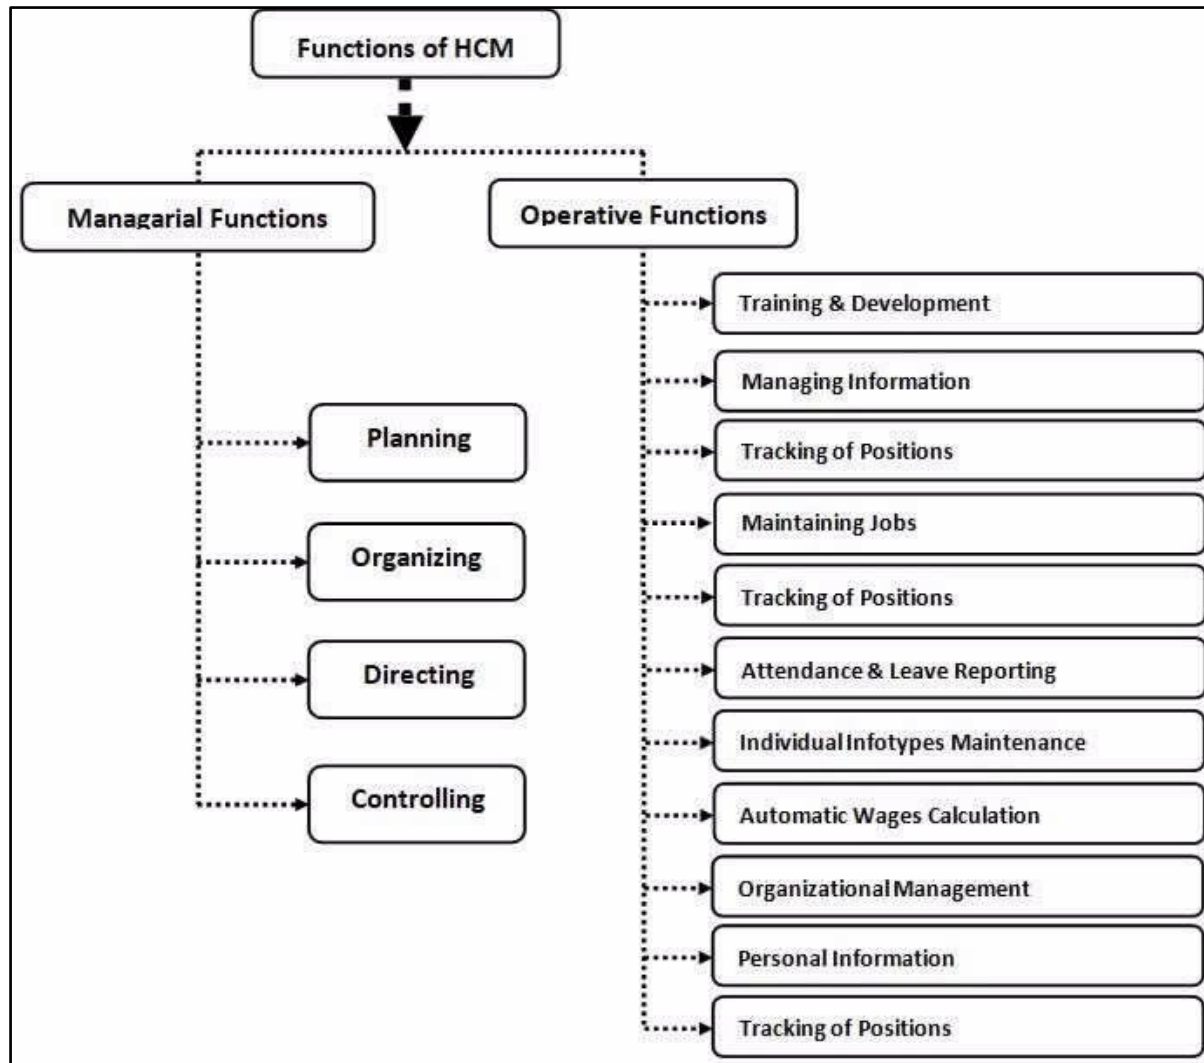 Functions of HCM
Managarial Functions
Operative Functions
Planning
Organizing
Directing
Controlling
Training & Development
Managing Information
Tracking of Positions
Maintaining Jobs
Tracking of Positions
Attendance & Leave Reporting
Individual Infotypes Maintenance
Automatic Wages Calculation
Organizational Management
Personal Information
Tracking of Positions